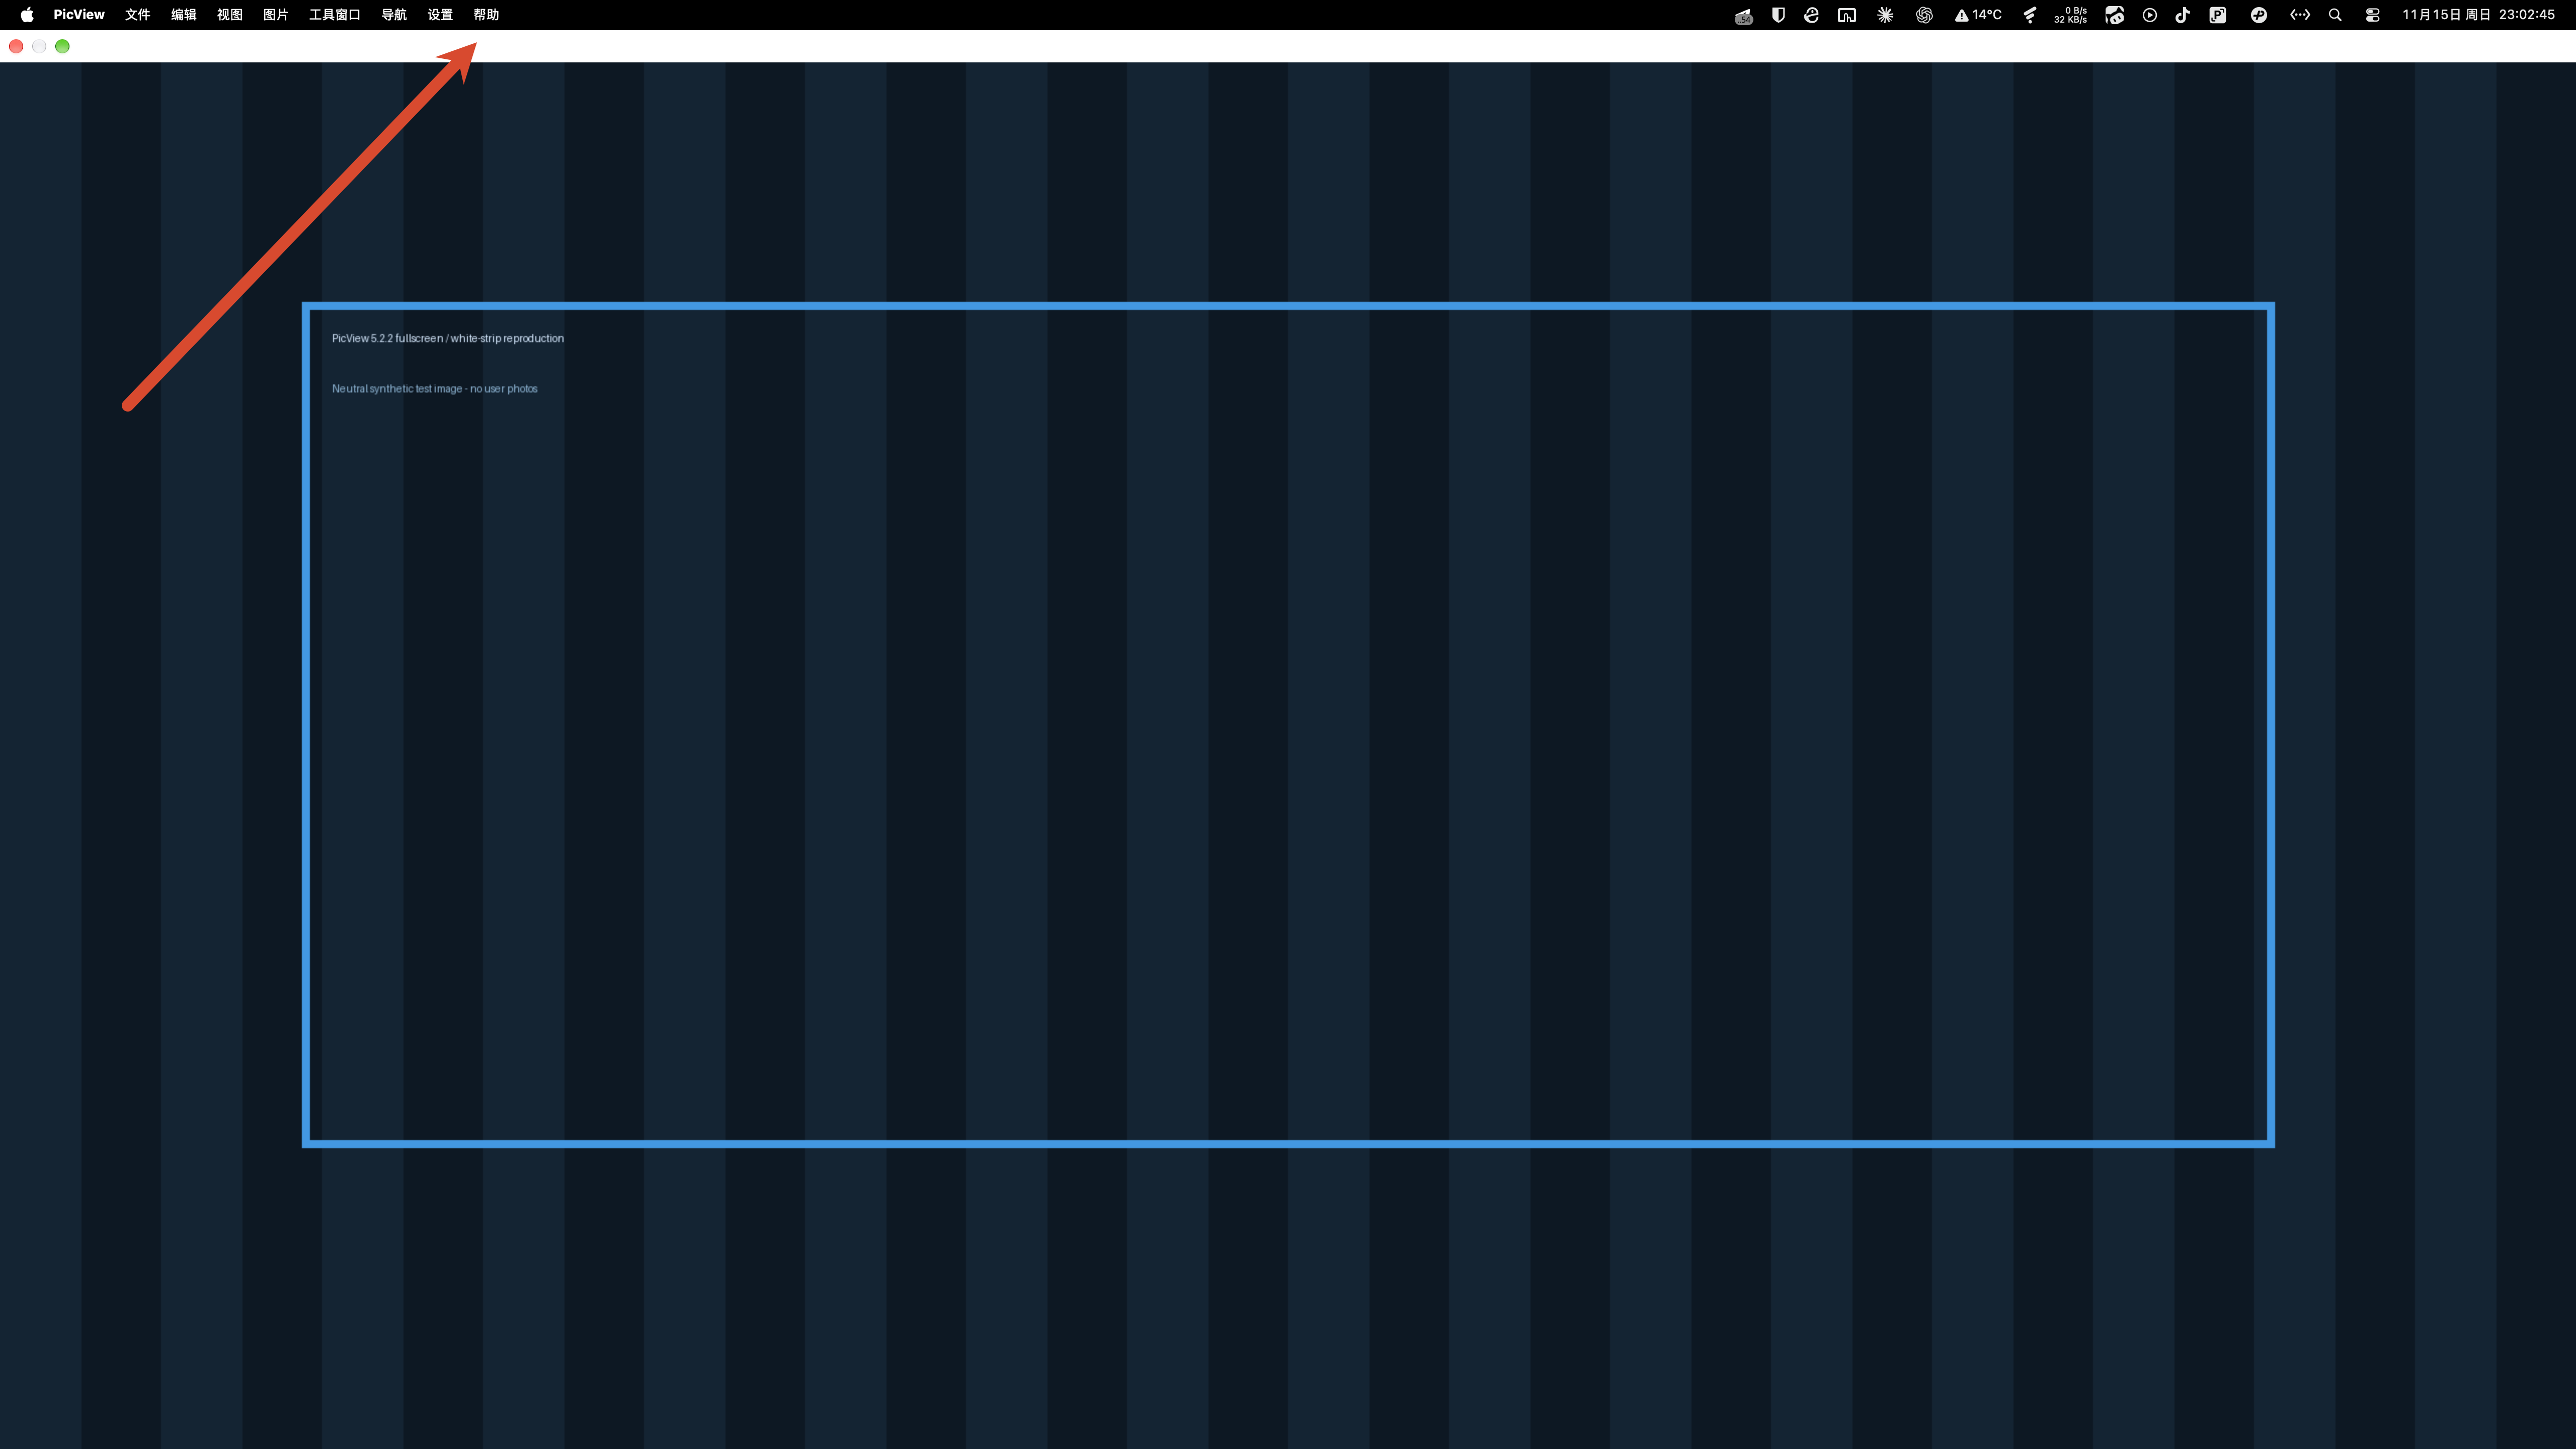 PicView 文件 编辑 视图 图片 工具窗口 导航 设置 帮助 14°C 0 B/s 11月15日 周日 23:02:45
32 KB/s
PicView 5.2.2 fullscreen / white-strip reproduction
Neutral synthetic test image - no user photos